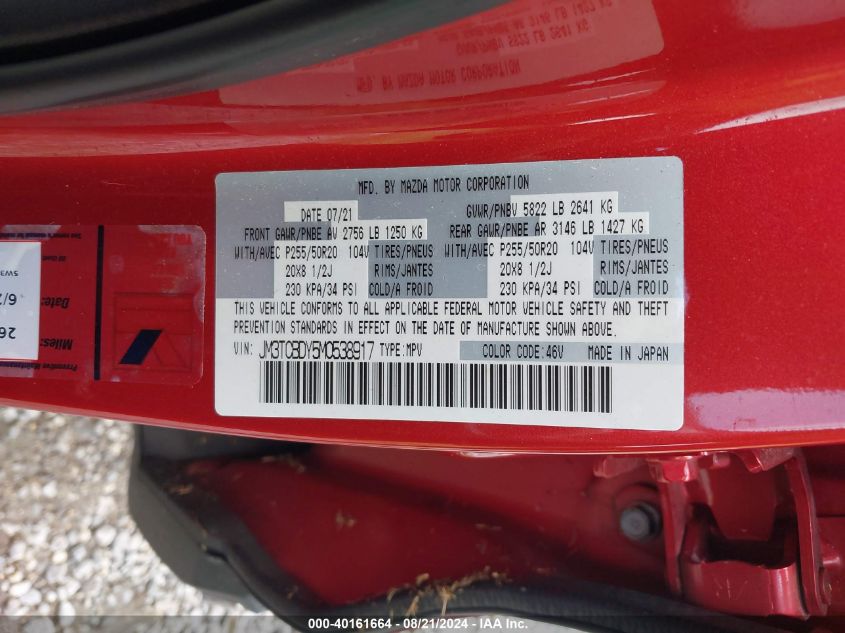 MFD. BY MAZDA MOTOR CORPORATION
DATE 07/21
GVWR/PNBV 5822 LB 2641 KG
FRONT GAWR/PNBE AV 2756 LB 1250 KG
REAR GAWR/PNBE AR 3146 LB 1427 KG
WITH/AVEC P255/50R20 104V TIRES/PNEUS
WITH/AVEC P255/50R20 104V TIRES/PNEUS
20X8 1/2J RIMS/JANTES
20X8 1/2J RIMS/JANTES
230 KPA/34 PSI COLD/A FROID
230 KPA/34 PSI COLD/A FROID
THIS VEHICLE CONFORMS TO ALL APPLICABLE FEDERAL MOTOR VEHICLE SAFETY AND THEFT
PREVENTION STANDARDS IN EFFECT ON THE DATE OF MANUFACTURE SHOWN ABOVE.
VIN: JM3TCBDY5M0538917 TYPE:MPV
COLOR CODE:46V
MADE IN JAPAN
Miles:
Date:
000-40161664 - 08/21/2024 - IAA Inc.